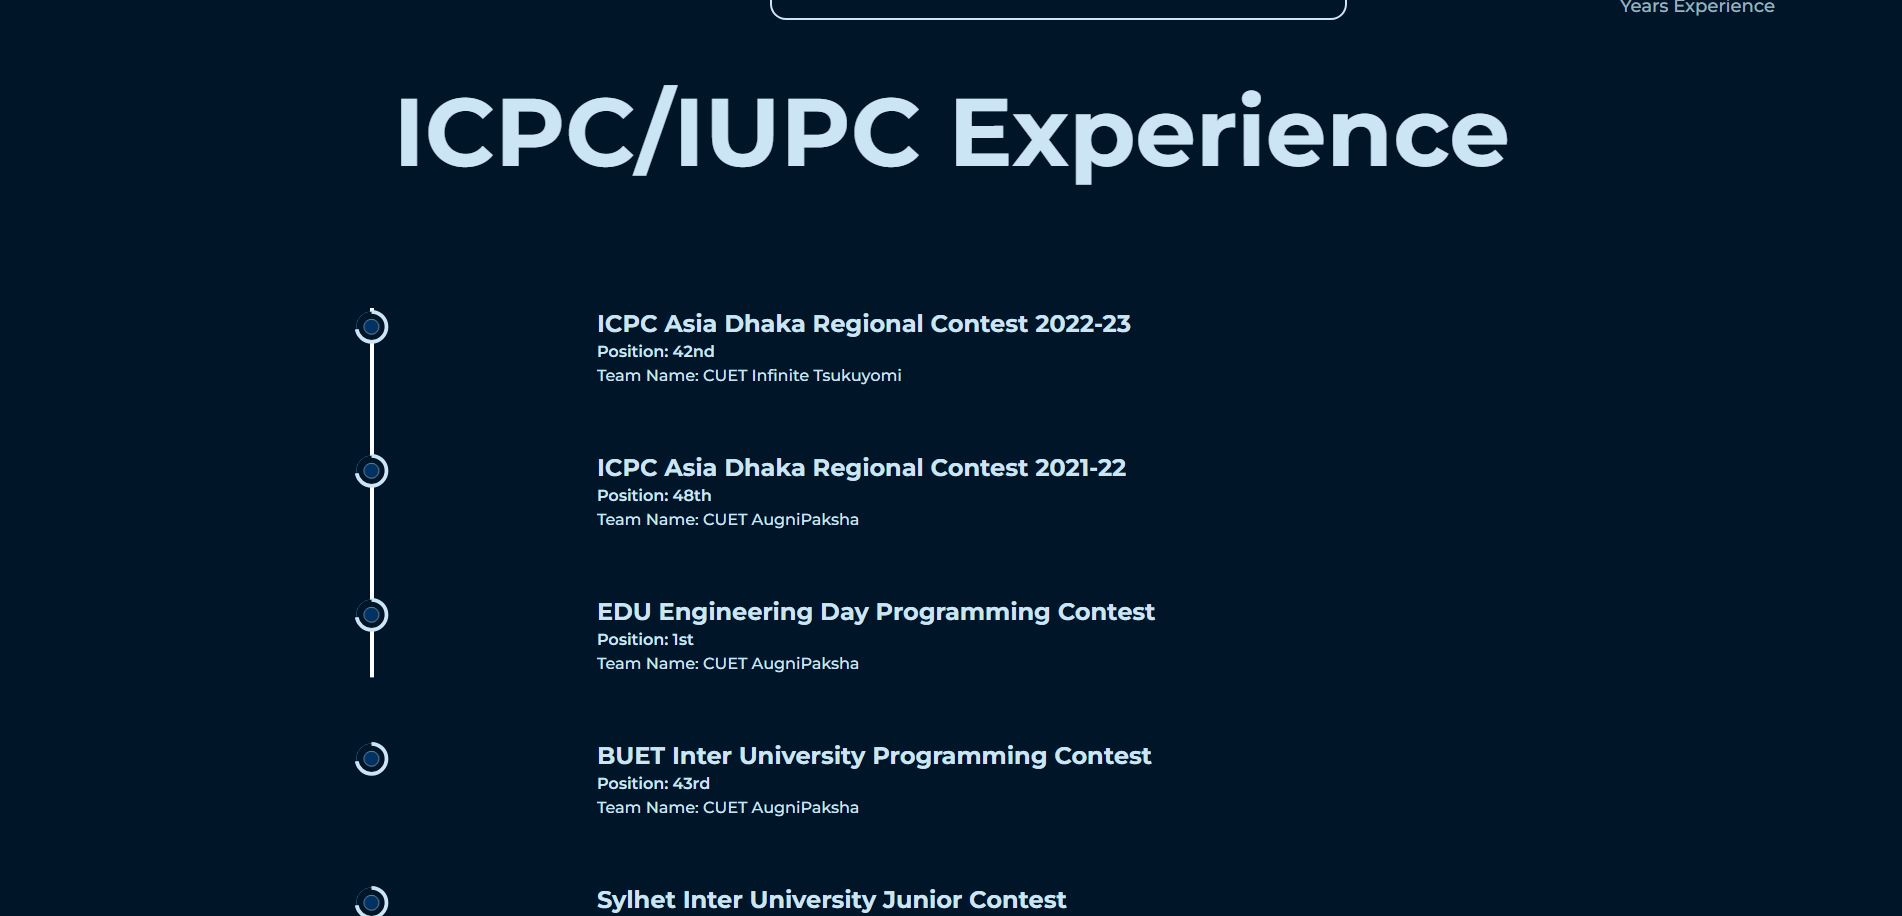 Years Experience
ICPC/IUPC Experience
ICPC Asia Dhaka Regional Contest 2022-23
Position: 42nd
Team Name: CUET Infinite Tsukuyomi
ICPC Asia Dhaka Regional Contest 2021-22
Position: 48th
Team Name: CUET AugniPaksha
EDU Engineering Day Programming Contest
Position: 1st
Team Name: CUET AugniPaksha
BUET Inter University Programming Contest
Position: 43rd
Team Name: CUET AugniPaksha
Sylhet Inter University Junior Contest